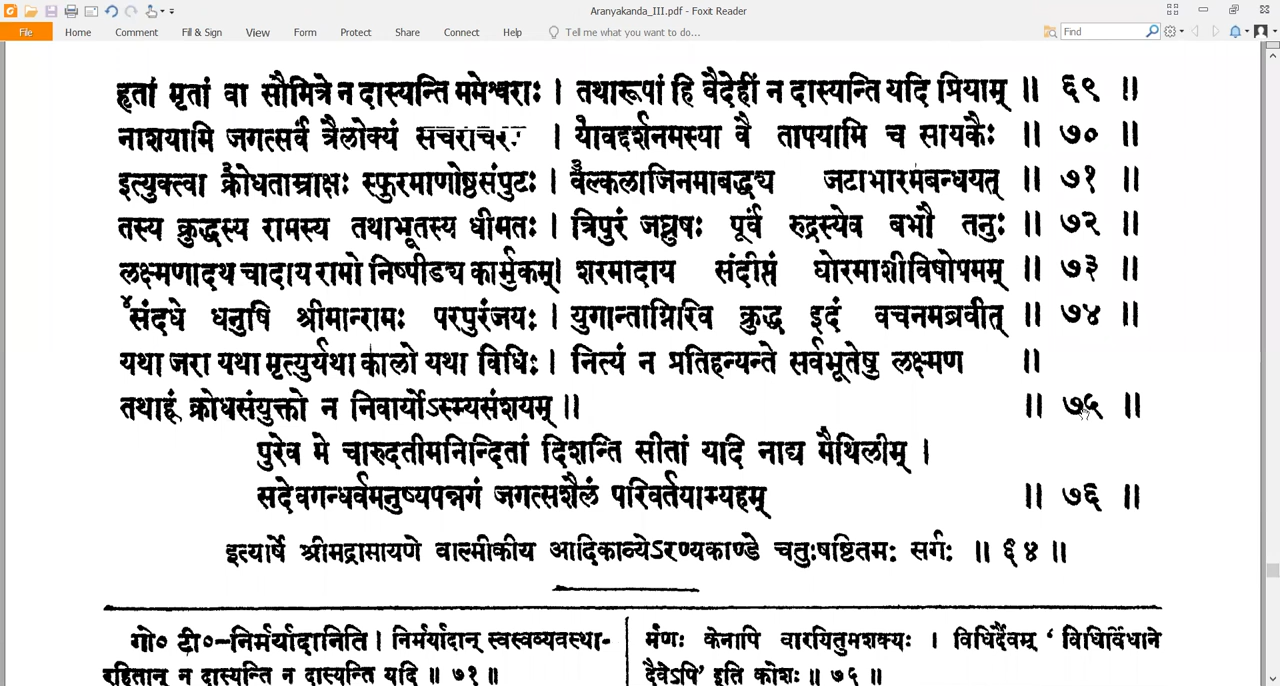 Aranyakanda_III.pdf - Foxit Reader
File Home Comment Fill & Sign View Form Protect Share Connect Help Tell me what you want to do... Find
हृतां मृतां वा सौमित्रे न दास्यन्ति ममेश्वराः । तथारूपां हि वैदेहीं न दास्यन्ति यदि प्रियाम् ॥ ६९ ॥
नाशयामि जगत्सर्वं त्रैलोक्यं सचराचरं । यावद्दर्शनमस्या वै तापयामि च सायकैः ॥ ७० ॥
इत्युक्त्वा क्रोधताम्राक्षः स्फुरमाणोष्ठसंपुटः । वल्कलाजिनमाबद्ध्य जटाभारमबन्धयत् ॥ ७१ ॥
तस्य क्रुद्धस्य रामस्य तथाभूतस्य धीमतः । त्रिपुरं जघ्नुषः पूर्वं रुद्रस्येव बभौ तनुः ॥ ७२ ॥
लक्ष्मणादथ चादाय रामो निष्पीड्य कार्मुकम् । शरमादाय संदीप्तं घोरमाशीविषोपमम् ॥ ७३ ॥
४संदधे धनुषि श्रीमान्रामः परपुरंजयः । युगान्ताग्निरिव क्रुद्ध इदं वचनमब्रवीत् ॥ ७४ ॥
यथा जरा यथा मृत्युर्यथा कालो यथा विधिः । नित्यं न प्रतिहन्यन्ते सर्वभूतेषु लक्ष्मण ॥
तथाहं क्रोधसंयुक्तो न निवार्योऽस्म्यसंशयम् ॥ ॥ ७५ ॥
पुरेव मे चारुदतीमनिन्दितां दिशन्ति सीतां यदि नाद्य मैथिलीम् ।
सदेवगन्धर्वमनुष्यपन्नगं जगत्सशैलं परिवर्तयाम्यहम् ॥ ७६ ॥
इत्यार्षे श्रीमद्रामायणे वाल्मीकीय आदिकाव्येऽरण्यकाण्डे चतुःषष्टितमः सर्गः ॥ ६४ ॥
गो० टी०-निर्मर्यादानिति । निर्मर्यादान् स्वस्वव्यवस्था-
रहितान् न दास्यन्ति न दास्यन्ति यदि ॥ ७१ ॥
र्मणः केनापि वारयितुमशक्यः । विधिर्दैवम् ' विधिर्विधाने
दैवेऽपि' इति कोशः ॥ ७५ ॥